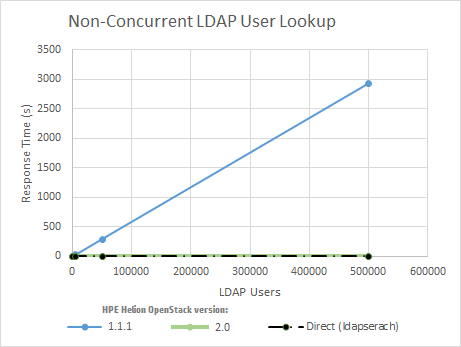 Non-Concurrent LDAP User Lookup
3500
3000
2500
2000
1500
1000
500
0
Response Time (s)
0 100000 200000 300000 400000 500000 600000
LDAP Users
HPE Helion OpenStack version:
1.1.1 2.0 Direct (ldapserach)